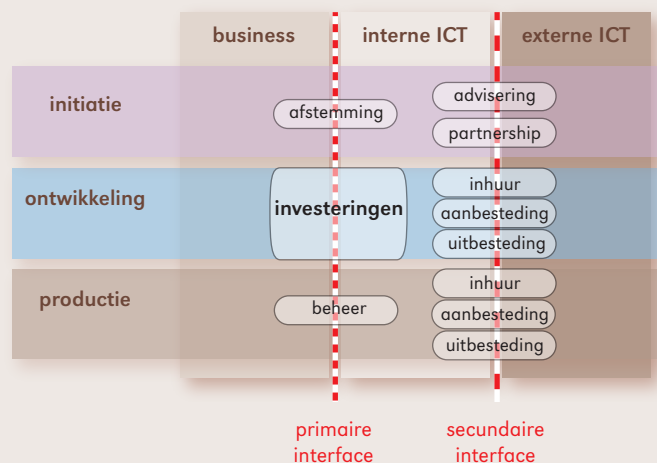 business interne ICT externe ICT
initiatie
afstemming
advisering
partnership
ontwikkeling
investeringen
inhuur
aanbesteding
uitbesteding
productie
beheer
inhuur
aanbesteding
uitbesteding
primaire
interface
secundaire
interface